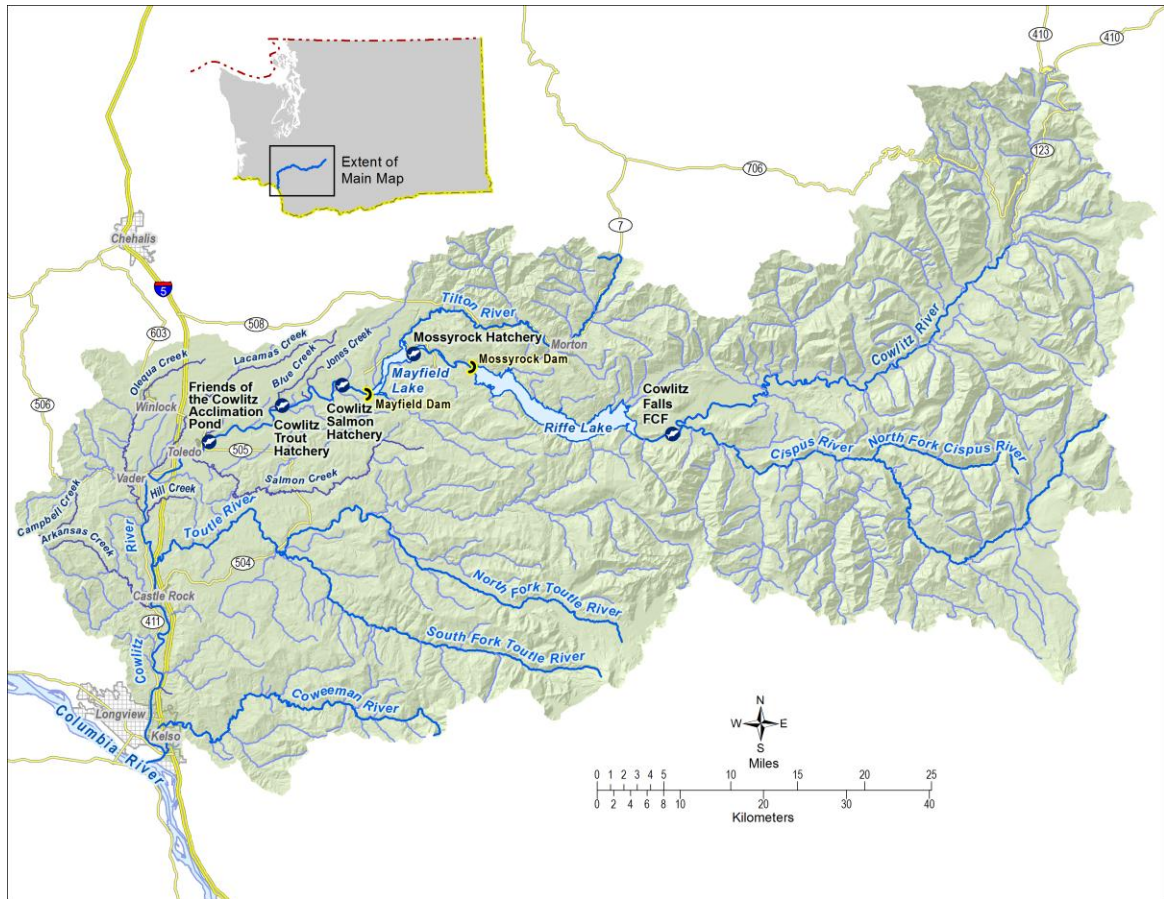 410
410
123
706
7
Extent of
Main Map
Chehalis
5
603
508
506
Tilton River
Morton
Mossyrock Hatchery
Mossyrock Dam
Cowlitz River
Olequa Creek
Lacamas Creek
Blue Creek
Jones Creek
Mayfield
Lake
Mayfield Dam
Friends of
the Cowlitz
Acclimation
Pond
Winlock
Cowlitz
Trout
Hatchery
Cowlitz
Salmon
Hatchery
Riffe Lake
Cowlitz
Falls
FCF
Cispus River
North Fork Cispus River
Toledo
505
Vader
Hill Creek
Salmon Creek
Campbell Creek
Arkansas Creek
River
Toutle River
504
Castle Rock
411
North Fork Toutle River
South Fork Toutle River
Cowlitz
Coweeman River
Longview
Kelso
Columbia River
N
W E
S
Miles
0 1 2 3 4 5 10 15 20 25
0 2 4 6 8 10 20 30 40
Kilometers